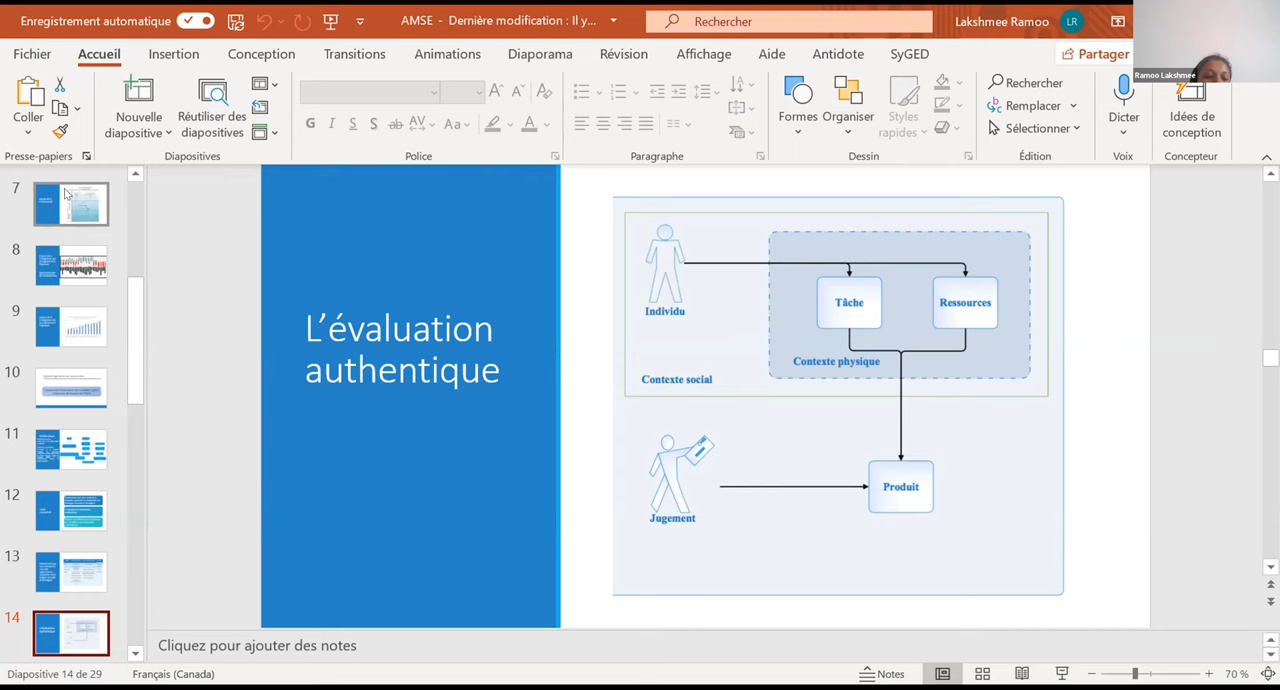 Enregistrement automatique
AMSE - Dernière modification : Il y...
Rechercher
Lakshmee Ramoo
LR
Fichier
Accueil
Insertion
Conception
Transitions
Animations
Diaporama
Révision
Affichage
Aide
Antidote
SyGED
Partager
Ramoo Lakshmee
Coller
Nouvelle
diapositive
Réutiliser des
diapositives
G I S S ab AV Aa A
Rechercher
Remplacer
Sélectionner
Formes
Organiser
Styles
rapides
Dicter
Idées de
conception
Presse-papiers
Diapositives
Police
Paragraphe
Dessin
Édition
Voix
Concepteur
7
8
9
10
11
12
13
14
L'évaluation
authentique
Individu
Tâche
Ressources
Contexte physique
Contexte social
Jugement
Produit
Cliquez pour ajouter des notes
Diapositive 14 de 29
Français (Canada)
Notes
70 %